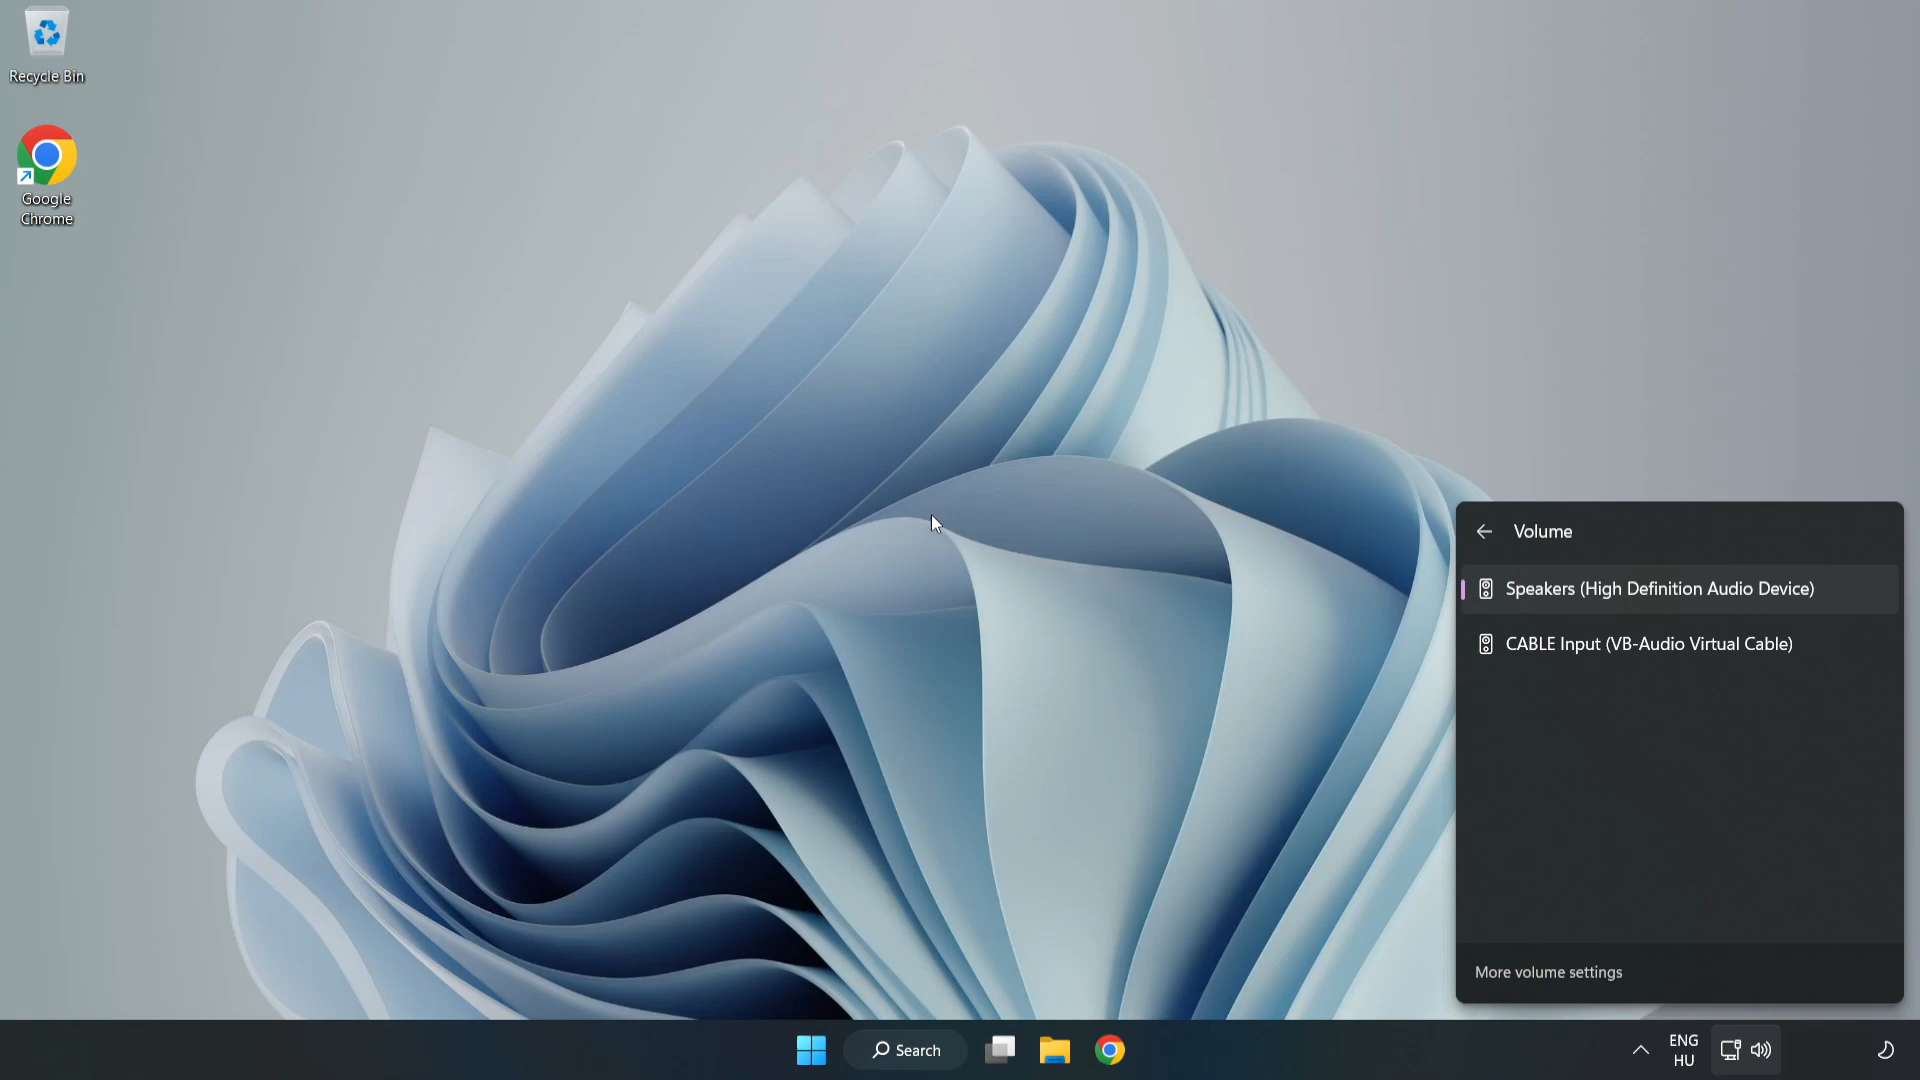 Recycle Bin
Google
Chrome
Volume
Speakers (High Definition Audio Device)
CABLE Input (VB-Audio Virtual Cable)
More volume settings
Search
ENG
HU